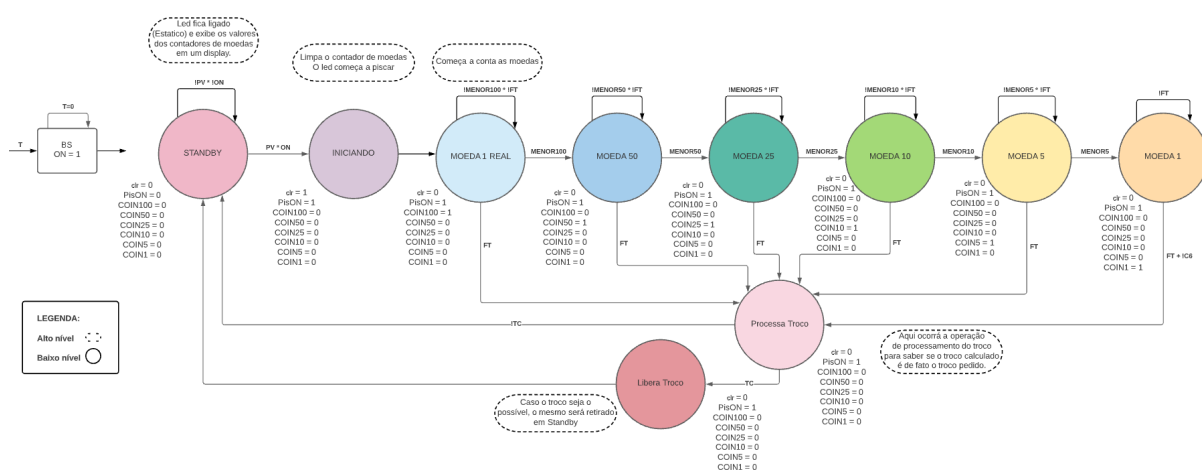 Led fica ligado
(Estatico) e exibe os valores
dos contadores de moedas
em um display.
Limpa o contador de moedas
O led começa a piscar
Começa a conta as moedas
T=0
T
BS
ON = 1
!PV * !ON
STANDBY
PV * ON
INICIANDO
!MENOR100 * !FT
MOEDA 1 REAL
MENOR100
!MENOR50 * !FT
MOEDA 50
MENOR50
!MENOR25 * !FT
MOEDA 25
MENOR25
!MENOR10 * !FT
MOEDA 10
MENOR10
!MENOR5 * !FT
MOEDA 5
MENOR5
!FT
MOEDA 1
clr = 0
PisON = 0
COIN100 = 0
COIN50 = 0
COIN25 = 0
COIN10 = 0
COIN5 = 0
COIN1 = 0
clr = 1
PisON = 1
COIN100 = 0
COIN50 = 0
COIN25 = 0
COIN10 = 0
COIN5 = 0
COIN1 = 0
clr = 0
PisON = 1
COIN100 = 1
COIN50 = 0
COIN25 = 0
COIN10 = 0
COIN5 = 0
COIN1 = 0
clr = 0
PisON = 1
COIN100 = 0
COIN50 = 1
COIN25 = 0
COIN10 = 0
COIN5 = 0
COIN1 = 0
clr = 0
PisON = 1
COIN100 = 0
COIN50 = 0
COIN25 = 1
COIN10 = 0
COIN5 = 0
COIN1 = 0
clr = 0
PisON = 1
COIN100 = 0
COIN50 = 0
COIN25 = 0
COIN10 = 1
COIN5 = 0
COIN1 = 0
clr = 0
PisON = 1
COIN100 = 0
COIN50 = 0
COIN25 = 0
COIN10 = 0
COIN5 = 1
COIN1 = 0
clr = 0
PisON = 1
COIN100 = 0
COIN50 = 0
COIN25 = 0
COIN10 = 0
COIN5 = 0
COIN1 = 1
FT
FT
FT
FT
FT
FT + !C6
LEGENDA:
Alto nível
Baixo nível
!TC
Processa Troco
Aqui ocorrá a operação
de processamento do troco
para saber se o troco calculado
é de fato o troco pedido.
clr = 0
PisON = 1
COIN100 = 0
COIN50 = 0
COIN25 = 0
COIN10 = 0
COIN5 = 0
COIN1 = 0
TC
Libera Troco
Caso o troco seja o
possível, o mesmo será retirado
em Standby
clr = 0
PisON = 1
COIN100 = 0
COIN50 = 0
COIN25 = 0
COIN10 = 0
COIN5 = 0
COIN1 = 0